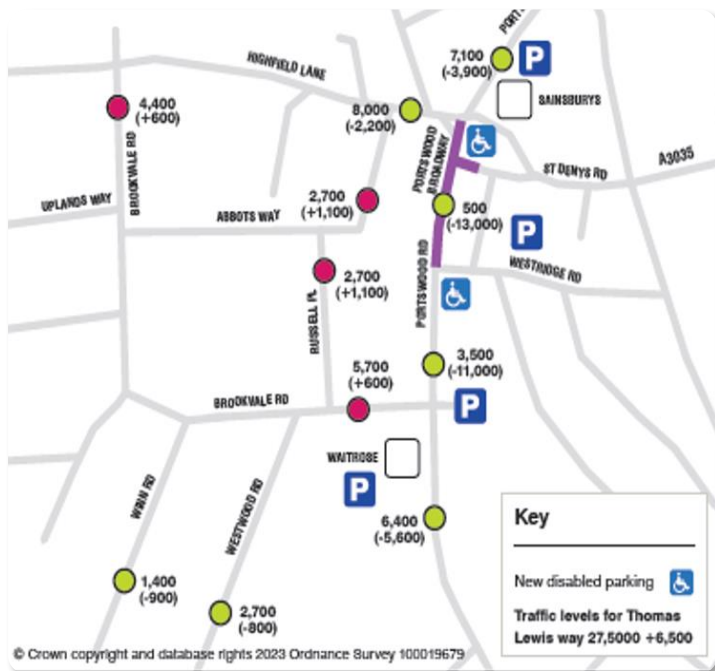 PORTS
7,100
(-3,900)
P
HIGHFIELD LANE
SAINSBURYS
4,400
(+600)
8,000
(-2,200)
BROOKVALE RD
PORTSWOOD
BROADWAY
ST DENYS RD
A3035
UPLANDS WAY
2,700
(+1,100)
ABBOTS WAY
500
(-13,000)
P
WESTRIDGE RD
PORTSWOOD RD
2,700
(+1,100)
RUSSELL PL
3,500
(-11,000)
5,700
(+600)
BROOKVALE RD
P
WAITROSE
P
WINN RD
WESTWOOD RD
6,400
(-5,600)
1,400
(-900)
2,700
(-800)
Key
New disabled parking
Traffic levels for Thomas
Lewis way 27,5000 +6,500
© Crown copyright and database rights 2023 Ordnance Survey 100019679